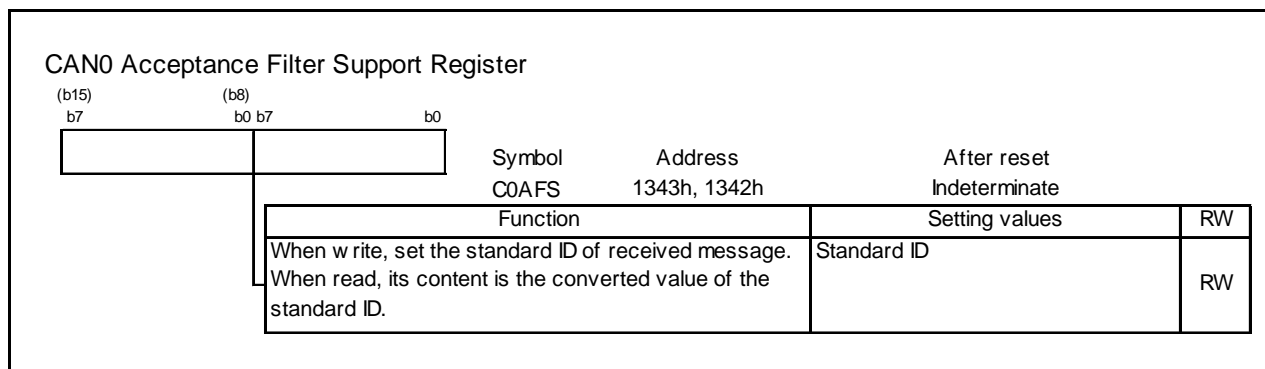 CAN0 Acceptance Filter Support Register
(b15) (b8)
b7 b0 b7 b0
Symbol Address After reset
C0AFS 1343h, 1342h Indeterminate
Function Setting values RW
When write, set the standard ID of received message. Standard ID
When read, its content is the converted value of the RW
standard ID.